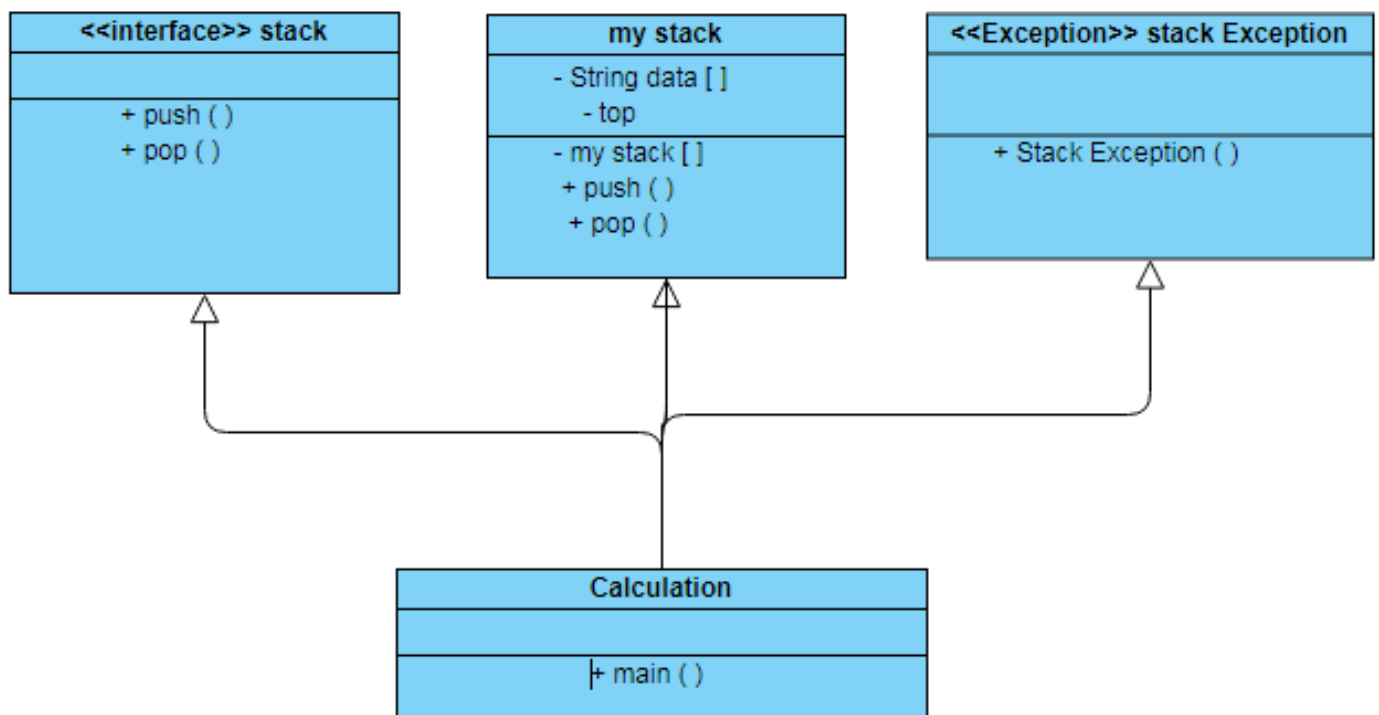 <<interface>> stack
+ push ( )
+ pop ( )
my stack
- String data [ ]
- top
- my stack [ ]
+ push ( )
+ pop ( )
<<Exception>> stack Exception
+ Stack Exception ( )
Calculation
+ main ( )